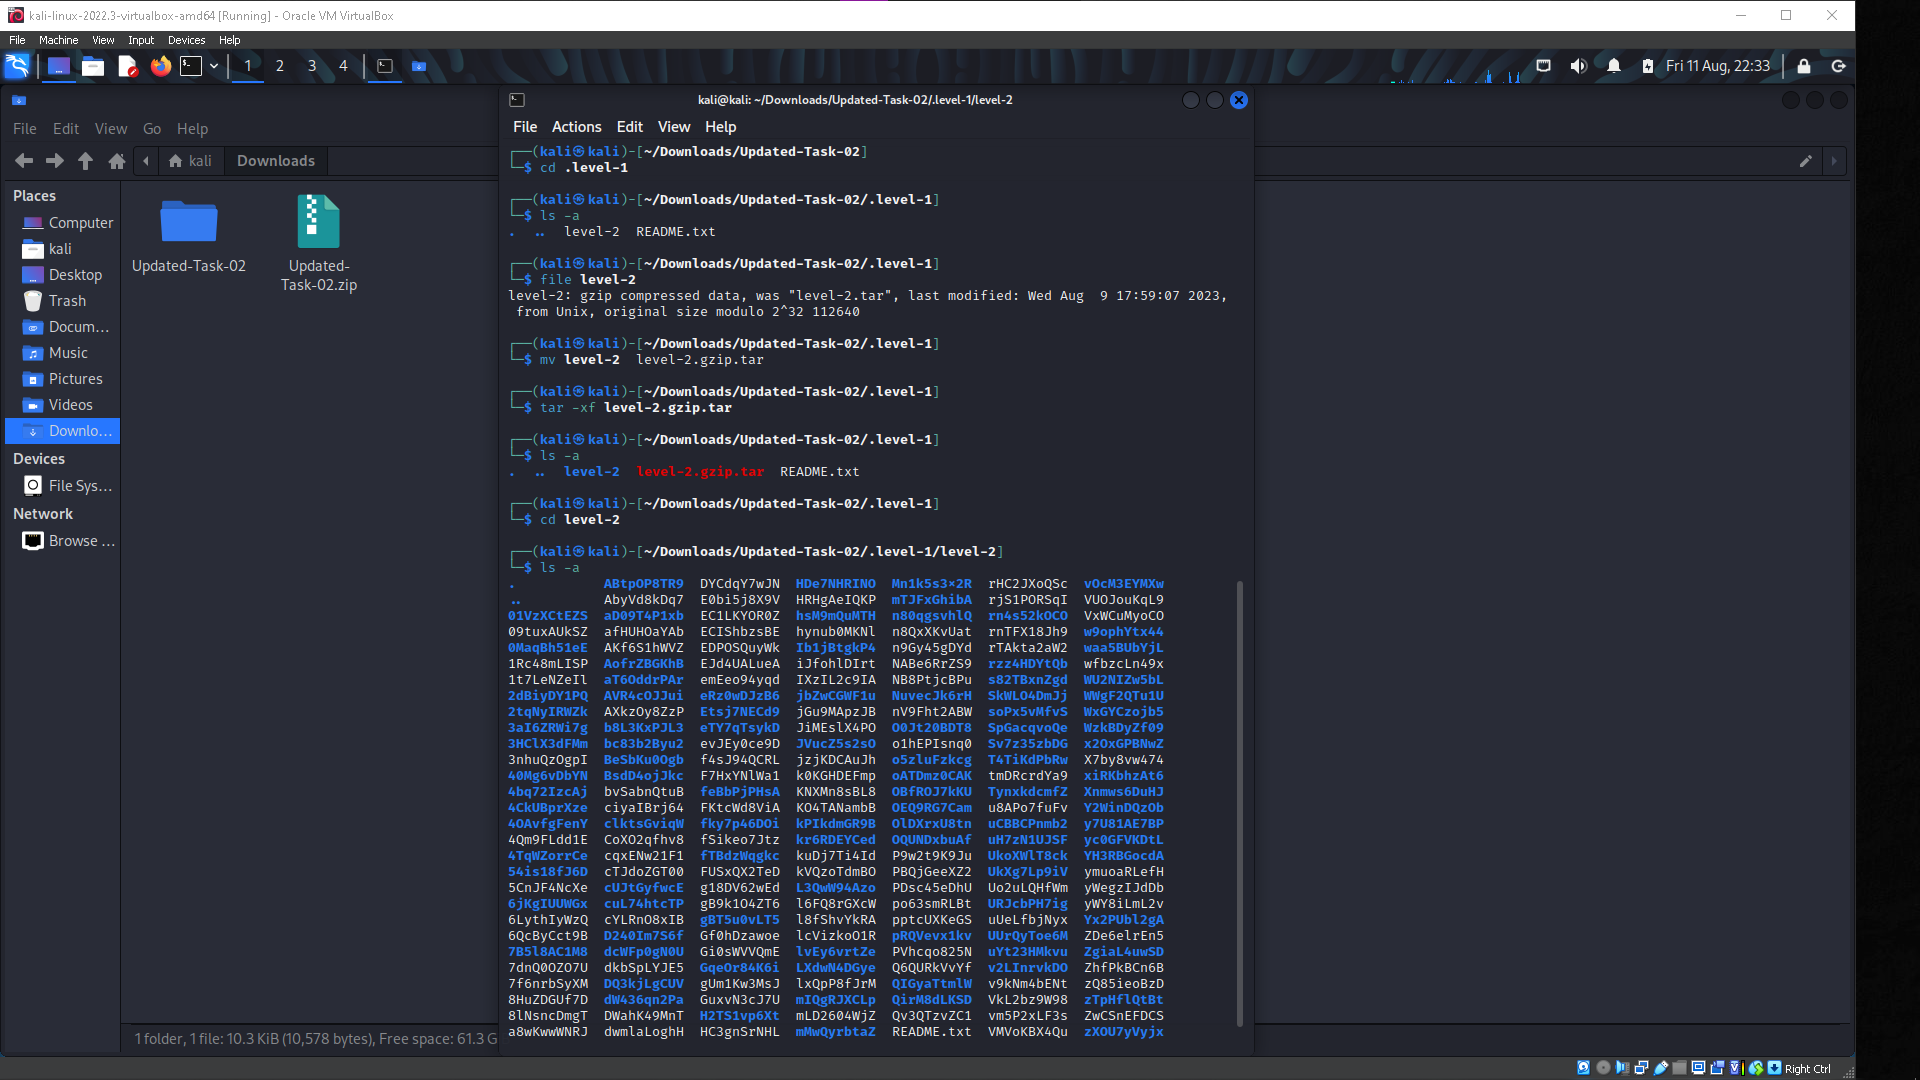 kali-linux-2022.3-virtualbox-amd64 [Running] - Oracle VM VirtualBox
File Machine View Input Devices Help
1 2 3 4
Fri 11 Aug, 22:33
File Edit View Go Help
kali Downloads
Places
Computer
kali
Desktop
Trash
Docum...
Music
Pictures
Videos
Downlo...
Devices
File Sys...
Network
Browse ...
Updated-Task-02
Updated-
Task-02.zip
1 folder, 1 file: 10.3 KiB (10,578 bytes), Free space: 61.3 G
kali@kali: ~/Downloads/Updated-Task-02/.level-1/level-2
File Actions Edit View Help
┌──(kali㉿kali)-[~/Downloads/Updated-Task-02]
└─$ cd .level-1
┌──(kali㉿kali)-[~/Downloads/Updated-Task-02/.level-1]
└─$ ls -a
. .. level-2 README.txt
┌──(kali㉿kali)-[~/Downloads/Updated-Task-02/.level-1]
└─$ file level-2
level-2: gzip compressed data, was "level-2.tar", last modified: Wed Aug  9 17:59:07 2023,
from Unix, original size modulo 2^32 112640
┌──(kali㉿kali)-[~/Downloads/Updated-Task-02/.level-1]
└─$ mv level-2 level-2.gzip.tar
┌──(kali㉿kali)-[~/Downloads/Updated-Task-02/.level-1]
└─$ tar -xf level-2.gzip.tar
┌──(kali㉿kali)-[~/Downloads/Updated-Task-02/.level-1]
└─$ ls -a
. .. level-2 level-2.gzip.tar README.txt
┌──(kali㉿kali)-[~/Downloads/Updated-Task-02/.level-1]
└─$ cd level-2
┌──(kali㉿kali)-[~/Downloads/Updated-Task-02/.level-1/level-2]
└─$ ls -a
. ABtpOP8TR9 DYCdqY7wJN HDe7NHRINO Mn1k5s3×2R rHC2JXoQSc vOcM3EYMXw
.. AbyVd8kDq7 E0bi5j8X9V HRHgAeIQKP mTJFxGhibA rjS1PORSqI VUOJouKqL9
01VzXCtEZS aD09T4P1xb EC1LKYOR0Z hsM9mQuMTH n80qgsvhlQ rn4s52kOCO VxWCuMyoCO
09tuxAUkSZ afHUHOaYAb ECIShbzsBE hynub0MKNl n8QxXKvUat rnTFX18Jh9 w9ophYtx44
0MaqBh51eE AKf6S1hWVZ EDPOSQuyWk Ib1jBtgkP4 n9Gy45gDYd rTAkta2aW2 waa5BUbYjL
1Rc48mLISP AofrZBGKhB EJd4UALueA iJfohlDIrt NABe6RrZS9 rzz4HDYtQb wfbzcLn49x
1t7LeNZeIl aT6OddrPAr emEeo94yqd IXzIL2c9IA NB8PtjcBPu s82TBxnZgd WU2NIZw5bL
2dBiyDY1PQ AVR4cOJJui eRz0wDJzB6 jbZwCGWF1u NuvecJk6rH SkWLO4DmJj WWgF2QTu1U
2tqNyIRWZk AXkzOy8ZzP Etsj7NECd9 jGu9MApzJB nV9Fht2ABW soPx5vMfvS WxGYCzojb5
3aI6ZRWi7g b8L3KxPJL3 eTY7qTsykD JiMEslX4PO O0Jt20BDT8 SpGacqvoQe WzkBDyZf09
3HClX3dFMm bc83b2Byu2 evJEy0ce9D JVucZ5s2sO o1hEPIsnq0 Sv7z35zbDG x2OxGPBNwZ
3nhuQzOgpI BeSbKu0Ogb f4sJ94QCRL jzjKDCAuJh o5zluFzkcg T4TiKdPbRw X7by8vw474
40Mg6vDbYN BsdD4ojJkc F7HxYNlWa1 k0KGHDEFmp oATDmz0CAK tmDRcrdYa9 xiRKbhzAt6
4bq72IzcAj bvSabnQtuB feBbPjPHsA KNXMn8sBL8 OBfROJ7kKU TynxkdcmfZ Xnmws6DuHJ
4CkUBprXze ciyaIBrj64 FKtcWd8ViA KO4TANambB OEQ9RG7Cam u8APo7fuFv Y2WinDQzOb
4OAvfgFenY clktsGviqW fky7p46DOi kPIkdmGR9B OlDXrxU8tn uCBBCPnmb2 y7U81AE7BP
4Qm9FLdd1E CoXO2qfhv8 fSikeo7Jtz kr6RDEYCed OQUNDxbuAf uH7zN1UJSF yc0GFVKDtL
4TqWZorrCe cqxENw21F1 fTBdzWqgkc kuDj7Ti4Id P9w2t9K9Ju UkoXWlT8ck YH3RBGocdA
54is18fJ6D cTJdoZGT00 FUSxQX2TeD kVQzoTdmBO PBQjGeeXZ2 UkXg7Lp9iV ymuoaRLefH
5CnJF4NcXe cUJtGyfwcE g18DV62wEd L3QwW94Azo PDsc45eDhU Uo2uLQHfWm yWegzIJdDb
6jKgIUUWGx cuL74htcTP gB9k1O4ZT6 l6FQ8rGXcW po63smRLBt URJcbPH7ig yWY8iLmL2v
6LythIyWzQ cYLRnO8xIB gBT5u0vLT5 l8fShvYkRA pptcUXKeGS uUeLfbjNyx Yx2PUbl2gA
6QcByCct9B D240Im7S6f Gf0hDzawoe lcVizkoO1R pRQVevx1kv UUrQyToe6M ZDe6elrEn5
7B5l8AC1M8 dcWFp0gN0U Gi0sWVVQmE lvEy6vrtZe PVhcqo825N uYt23HMkvu ZgiaL4uwSD
7dnQ0OZO7U dkbSpLYJE5 GqeOr84K6i LXdwN4DGye Q6QURkVvYf v2LInrvkDO ZhfPkBCn6B
7f6nrbSyXM DQ3kjLgCUV gUm1Kw3MsJ lxQpP8fJrM QIGyaTtmlW v9kNm4bENt zQ85ieoBzD
8HuZDGUf7D dW436qn2Pa GuxvN3cJ7U mIQgRJXCLp QirM8dLKSD VkL2bz9W98 zTpHflQtBt
8lNsncDmgT DWahK49MnT H2TS1vp6Xt mLD2604WjZ Qv3QTzvZC1 vm5P2xLF3s ZwCSnEFDCS
a8wKwwWNRJ dwmlaLoghH HC3gnSrNHL mMwQyrbtaZ README.txt VMVoKBX4Qu zXOU7yVyjx
Right Ctrl